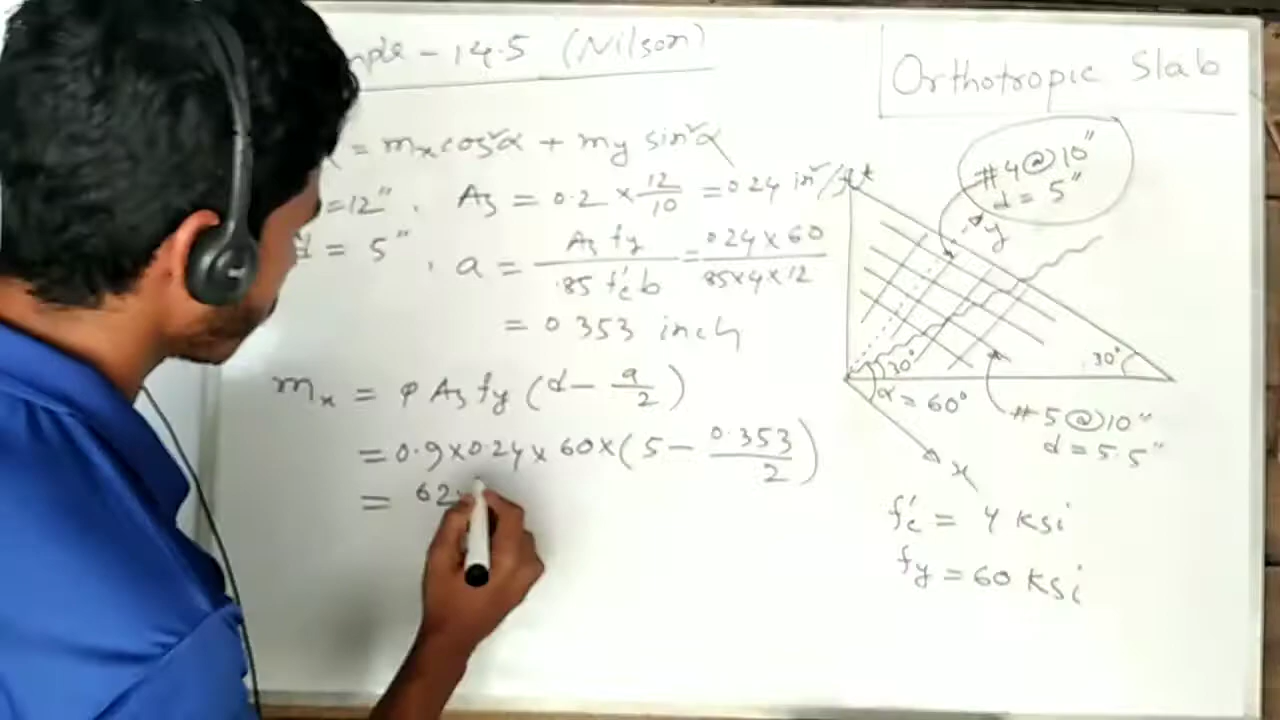 - 14.5 (Nilson)
= mx cos²α + my sin²α
= 12", As = 0.2 × 12/10 = 0.24 in²/ft
d = 5", a = As fy / .85 f'c b = .24×60 / .85×4×12
= 0.353 inch
mx = φ As fy (d - a/2)
= 0.9×0.24×60×(5 - 0.353/2)
= 62
Orthotropic Slab
#4@10"
d = 5"
y
30°
30°
α = 60°
#5@10"
d = 5.5"
x
f'c = 4 ksi
fy = 60 ksi